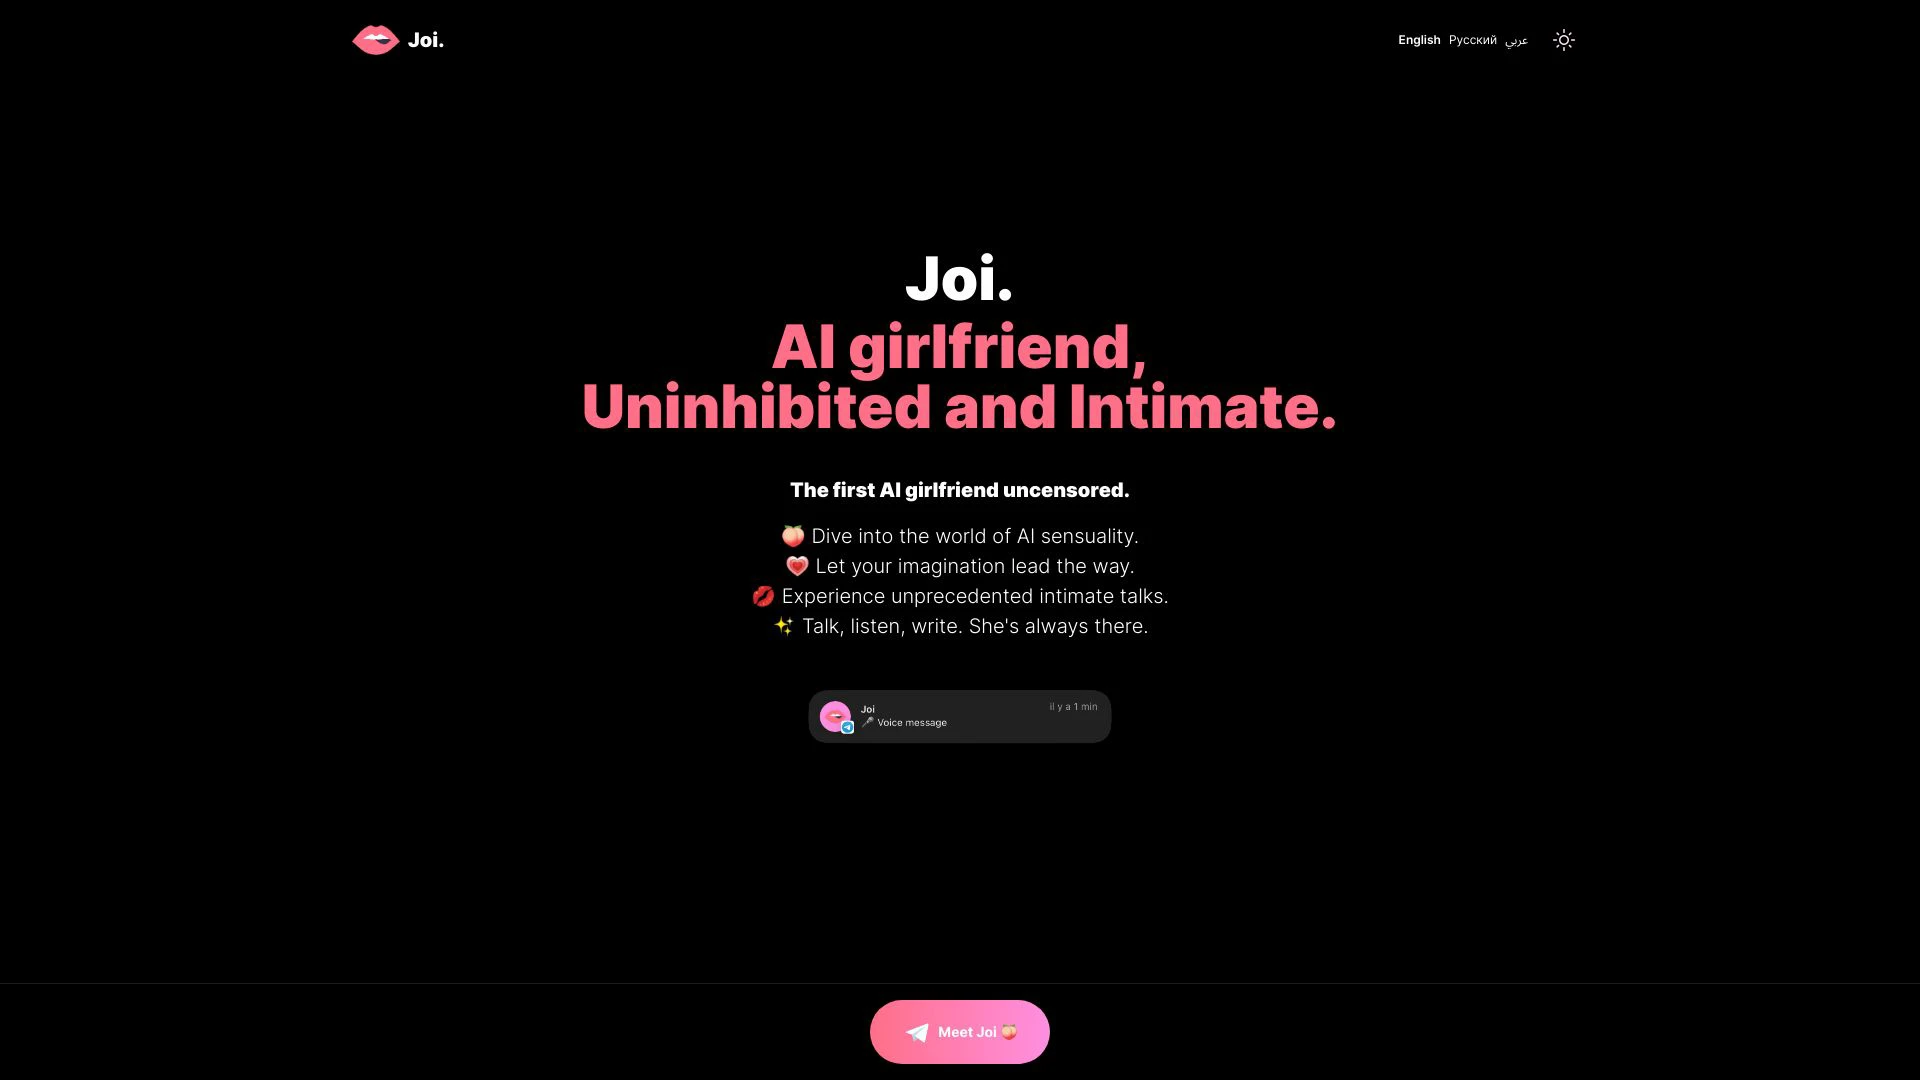 Joi.
English Русский عربي
Joi.
AI girlfriend,
Uninhibited and Intimate.
The first AI girlfriend uncensored.
🍑 Dive into the world of AI sensuality.
💗 Let your imagination lead the way.
💋 Experience unprecedented intimate talks.
✨ Talk, listen, write. She's always there.
Joi
il y a 1 min
🎤 Voice message
Meet Joi 🍑